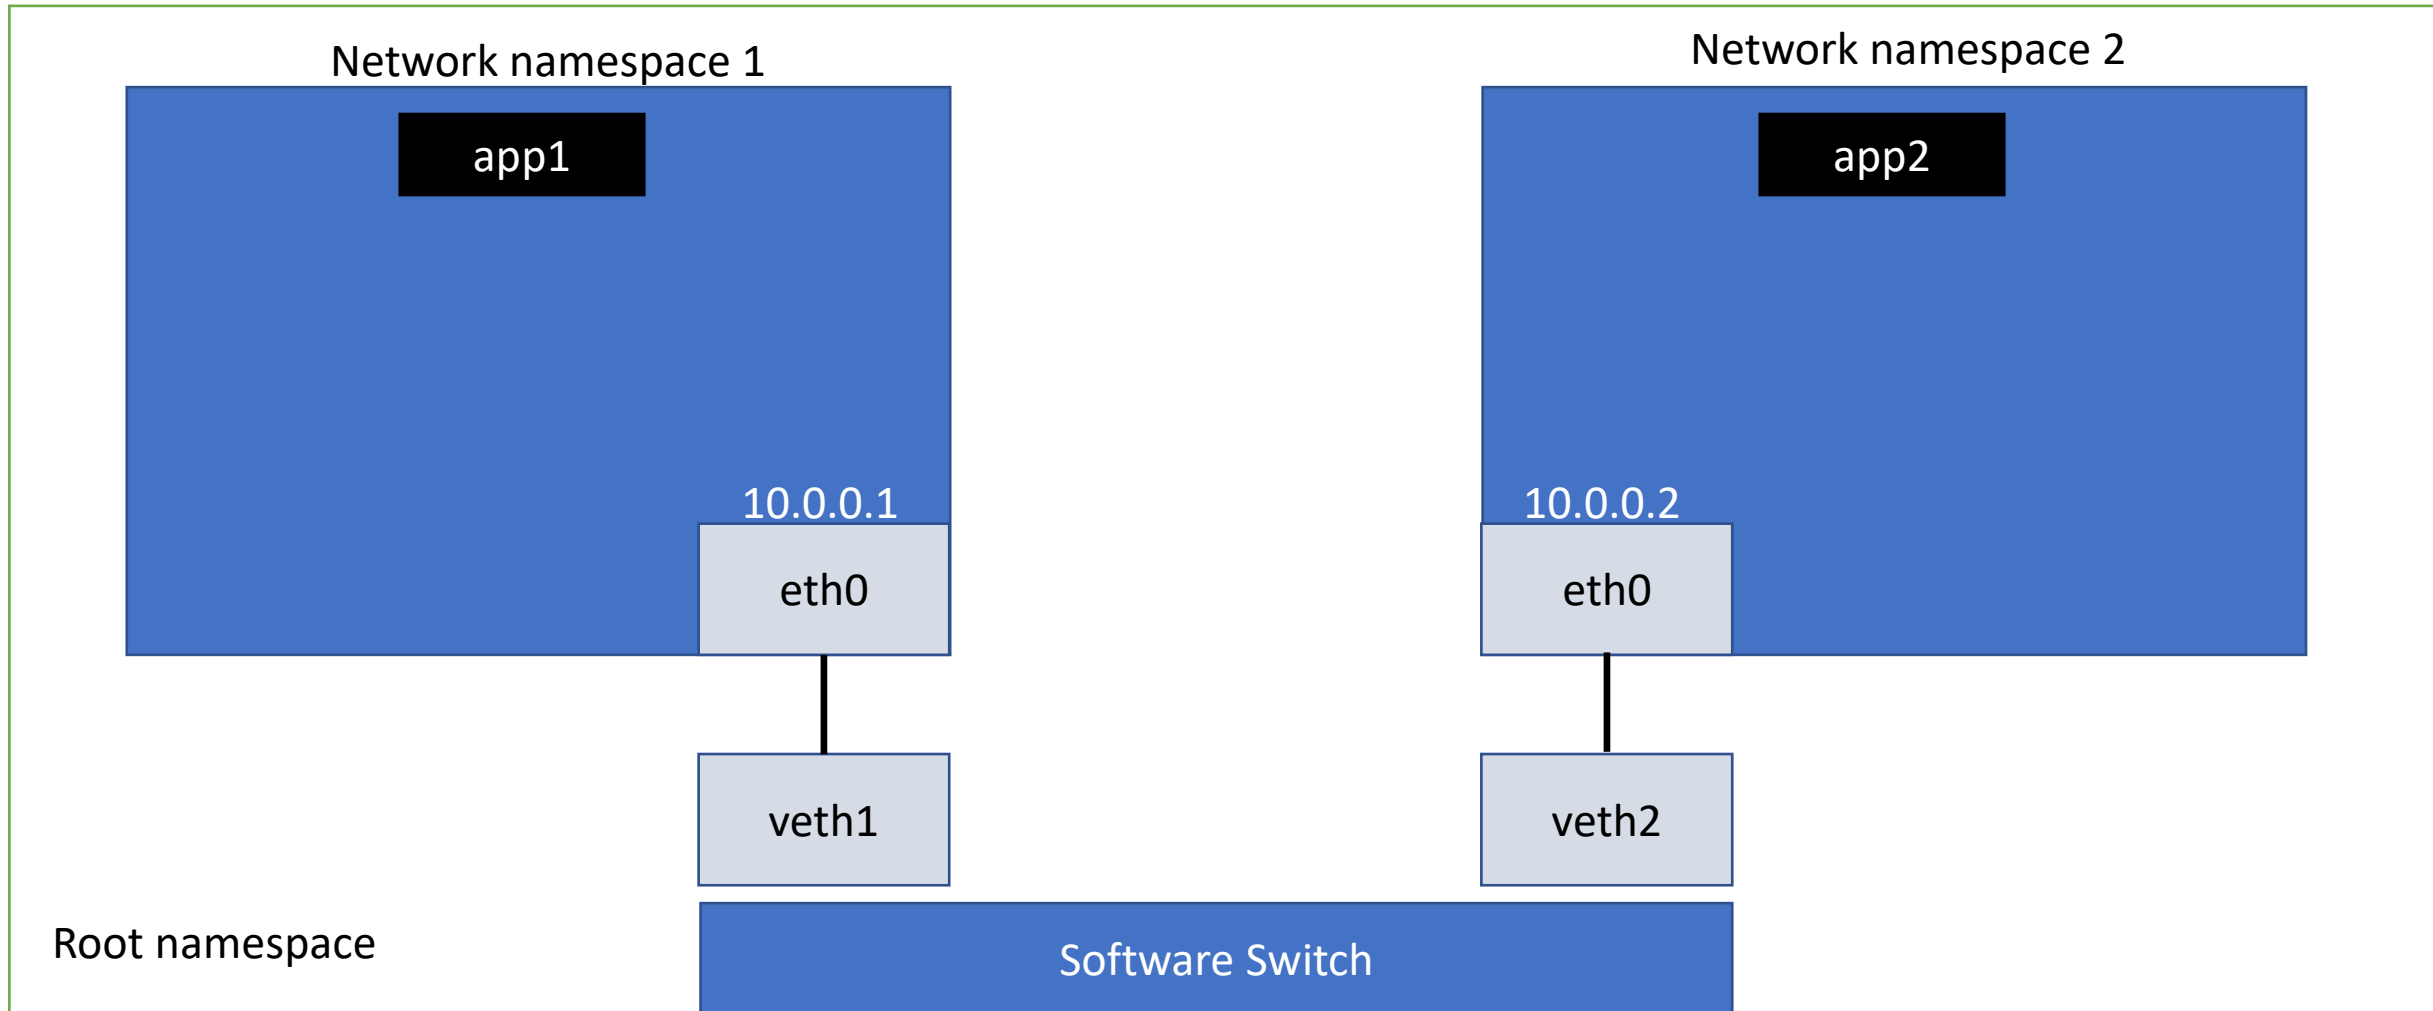 Network namespace 1
Network namespace 2
app1
app2
10.0.0.1
10.0.0.2
eth0
eth0
veth1
veth2
Root namespace
Software Switch